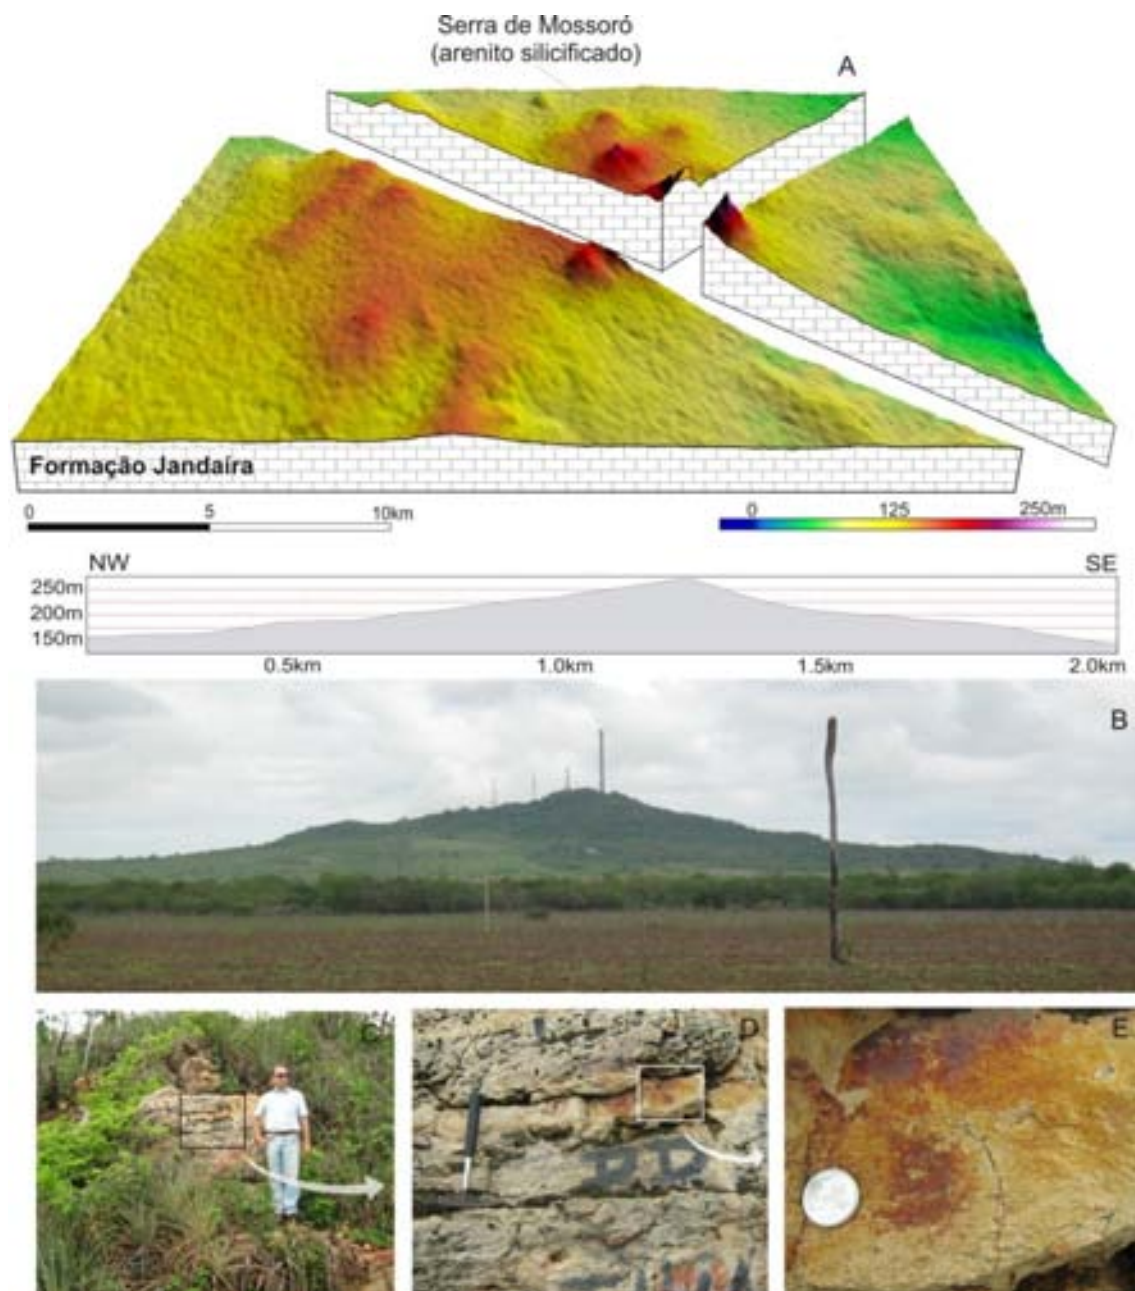 Serra de Mossoró
(arenito silicificado)
A
Formação Jandaíra
0 5 10km
0 125 250m
NW SE
250m
200m
150m
0.5km 1.0km 1.5km 2.0km
B
C
D
E